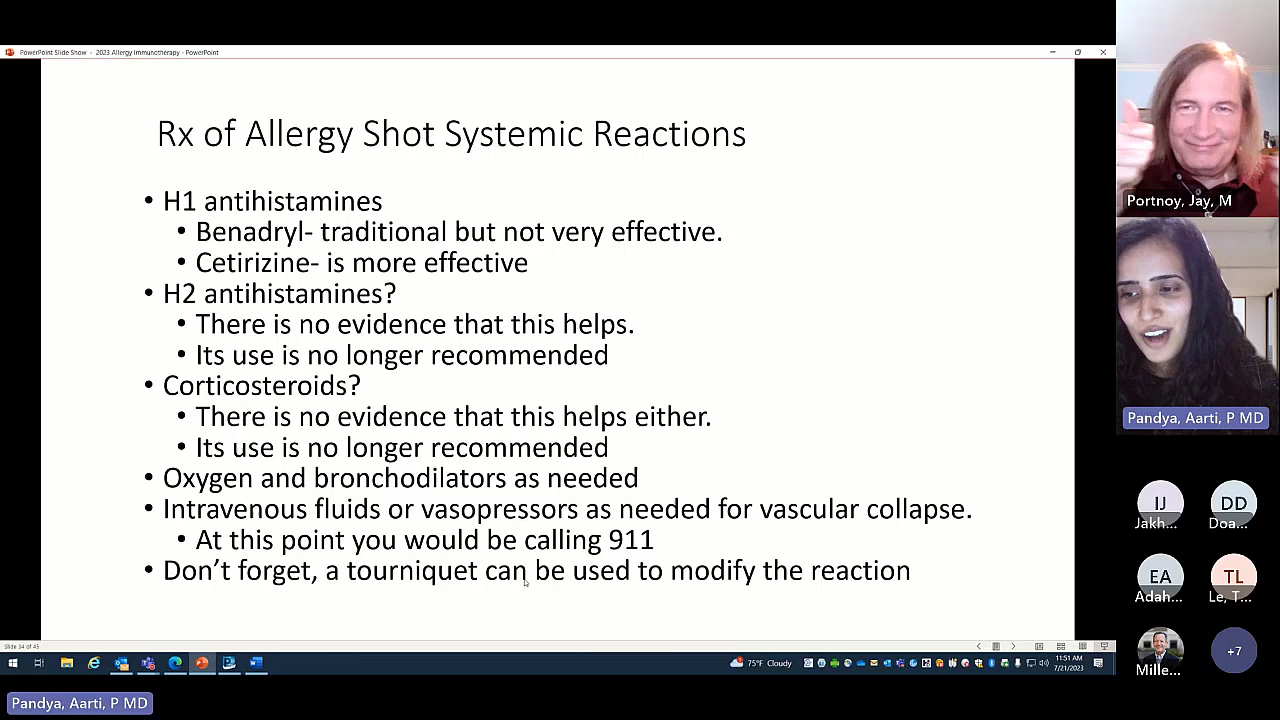 PowerPoint Slide Show - 2023 Allergy Immunotherapy - PowerPoint
Rx of Allergy Shot Systemic Reactions
• H1 antihistamines
• Benadryl- traditional but not very effective.
• Cetirizine- is more effective
• H2 antihistamines?
• There is no evidence that this helps.
• Its use is no longer recommended
• Corticosteroids?
• There is no evidence that this helps either.
• Its use is no longer recommended
• Oxygen and bronchodilators as needed
• Intravenous fluids or vasopressors as needed for vascular collapse.
• At this point you would be calling 911
• Don't forget, a tourniquet can be used to modify the reaction
Slide 34 of 45
75°F Cloudy
11:51 AM
7/21/2023
Pandya, Aarti, P MD
Portnoy, Jay, M
Pandya, Aarti, P MD
IJ
DD
Jakh...
Doa...
EA
TL
Adah...
Le, T...
Mille...
+7